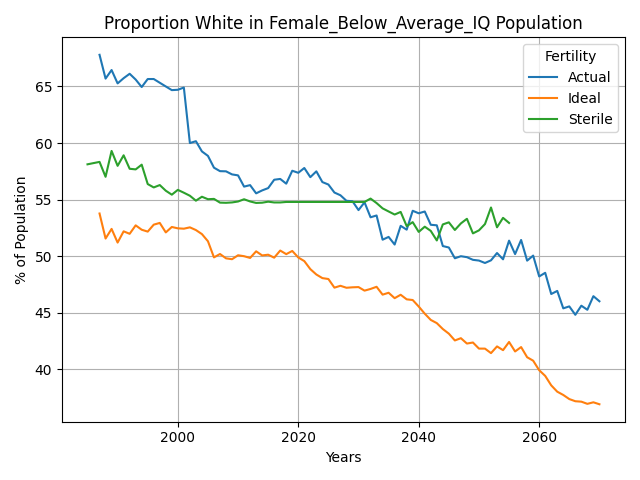 Proportion White in Female_Below_Average_IQ Population
Fertility
Actual
Ideal
Sterile
% of Population
65
60
55
50
45
40
2000
2020
2040
2060
Years